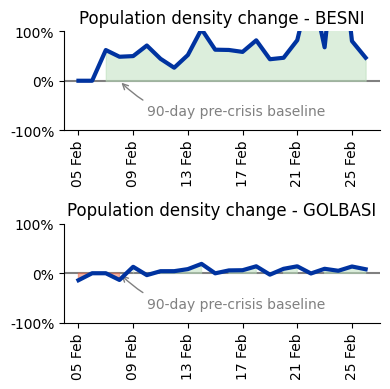 Population density change - BESNI
100%
0%
90-day pre-crisis baseline
-100%
05 Feb
09 Feb
13 Feb
17 Feb
21 Feb
25 Feb
Population density change - GOLBASI
100%
0%
90-day pre-crisis baseline
-100%
05 Feb
09 Feb
13 Feb
17 Feb
21 Feb
25 Feb